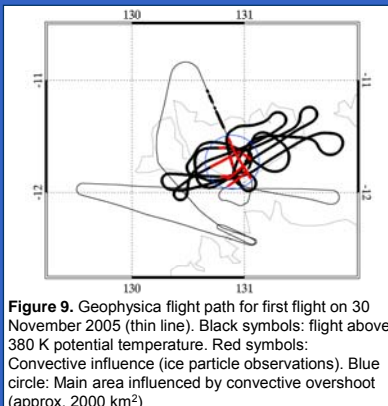 130 131
-11 -11
-12 -12
130 131
Figure 9. Geophysica flight path for first flight on 30
November 2005 (thin line). Black symbols: flight above
380 K potential temperature. Red symbols:
Convective influence (ice particle observations). Blue
circle: Main area influenced by convective overshoot
(approx. 2000 km²)